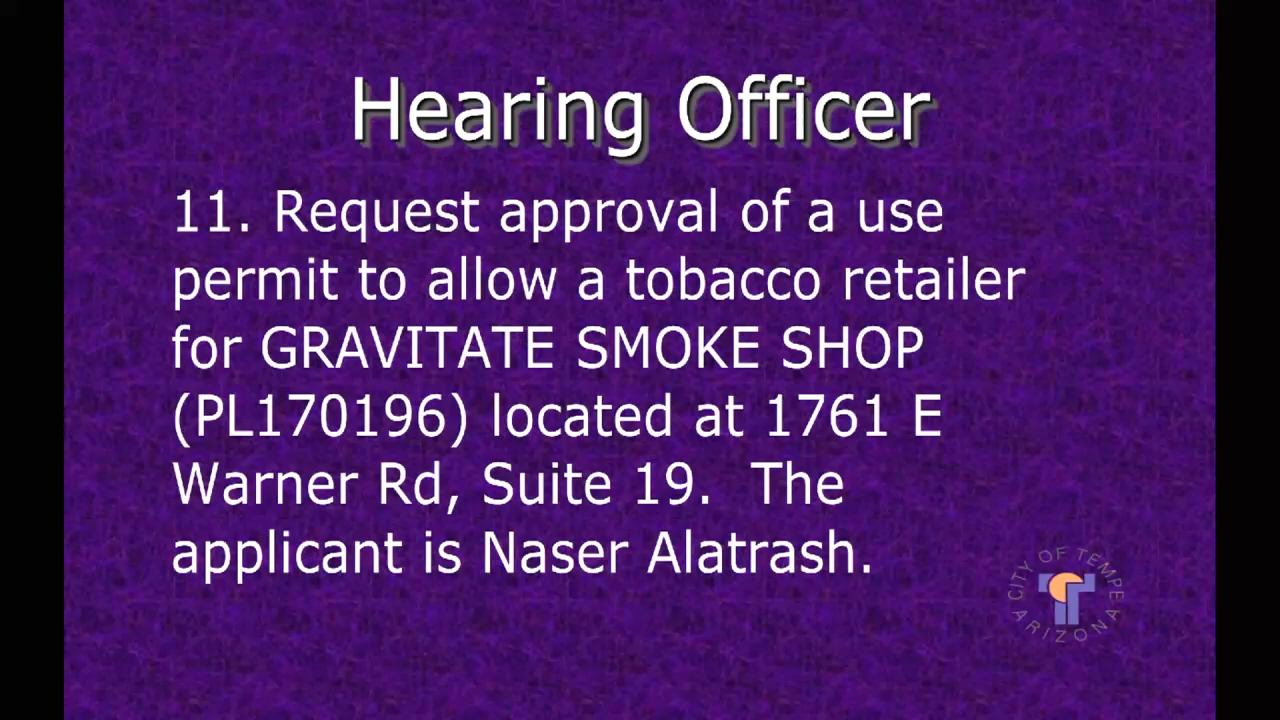 Hearing Officer
11. Request approval of a use
permit to allow a tobacco retailer
for GRAVITATE SMOKE SHOP
(PL170196) located at 1761 E
Warner Rd, Suite 19.  The
applicant is Naser Alatrash.
CITY OF TEMPE
ARIZONA